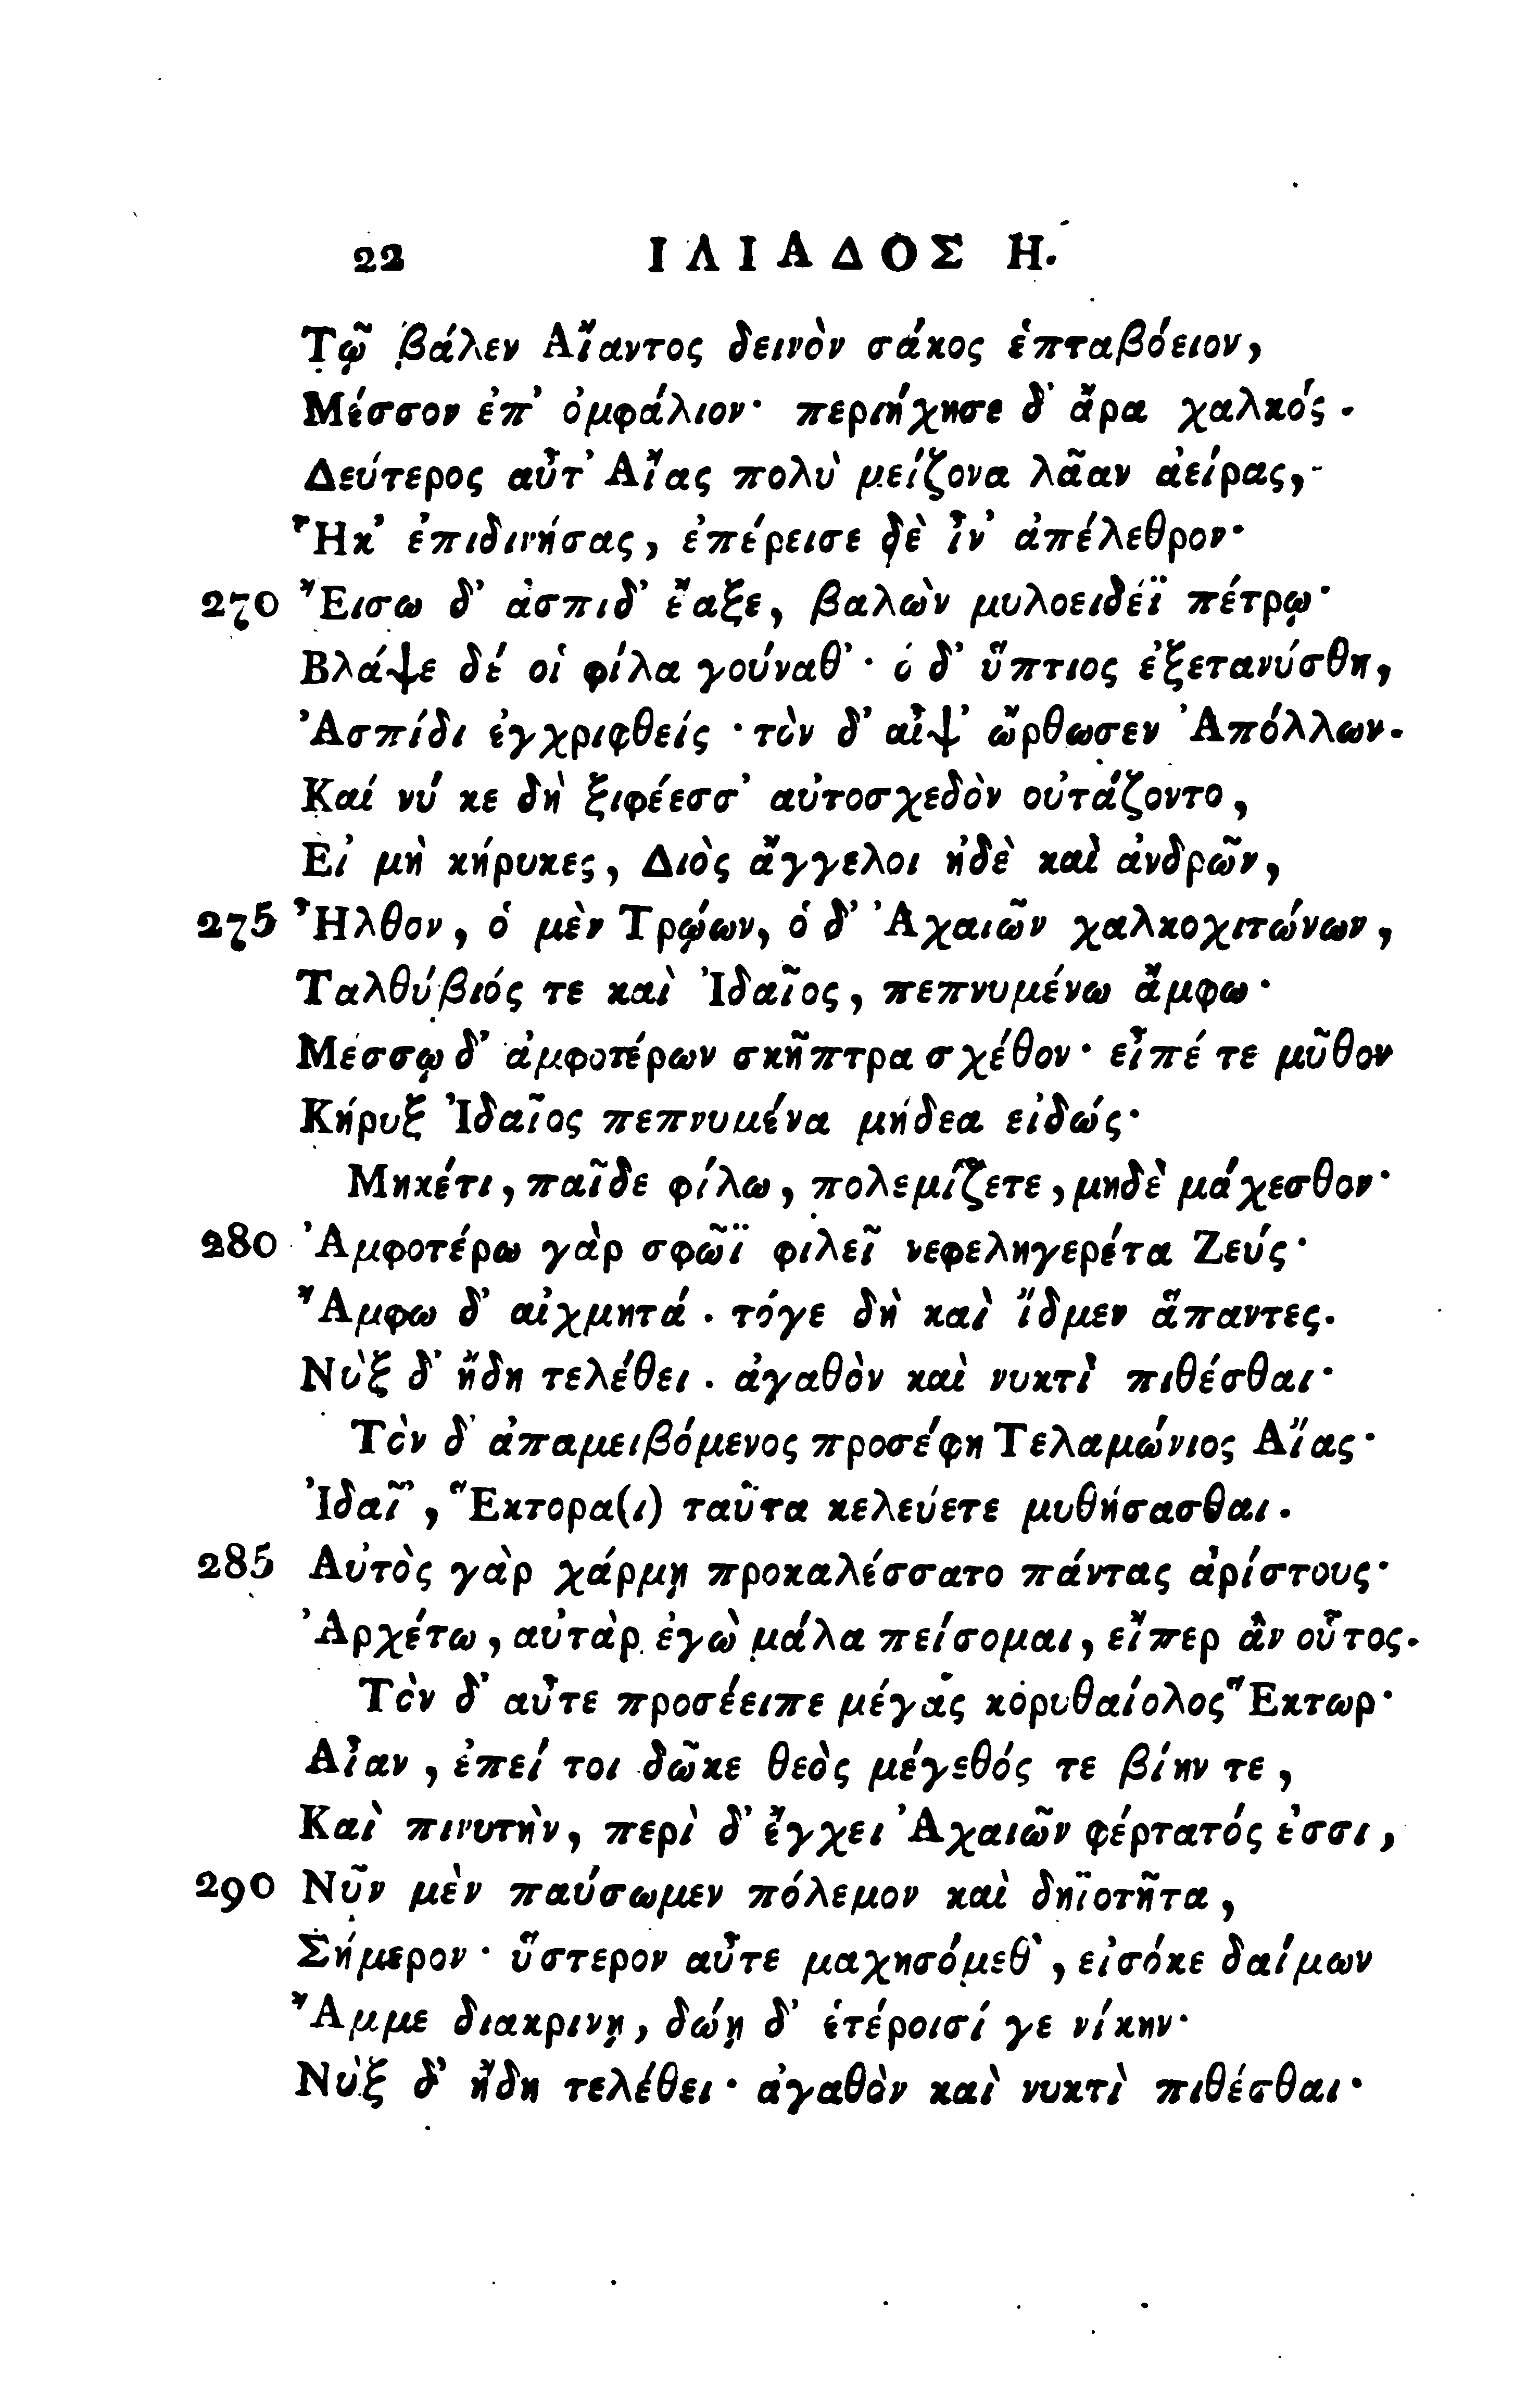 22 ΙΛΙΑΔΟΣ Η.
Τῷ βάλεν Αἴαντος δεινὸν σάκος ἑπταβόειον,
Μέσσον ἐπ’ ὀμφάλιον· περιήχησε δ’ ἄρα χαλκός.
Δεύτερος αὖτ’ Αἴας πολὺ μείζονα λᾶαν ἀείρας,
Ἧκ’ ἐπιδινήσας, ἐπέρεισε δὲ ἶν’ ἀπέλεθρον·
270 Ἔισω δ’ ἀσπιδ’ ἔαξε, βαλὼν μυλοειδέϊ πέτρῳ·
Βλάψε δέ οἱ φίλα γούναθ’· ὁ δ’ ὕπτιος ἐξετανύσθη,
Ἀσπίδι ἐγχριφθείς· τὸν δ’ αἶψ’ ὤρθωσεν Ἀπόλλων.
Καί νύ κε δὴ ξιφέεσσ’ αὐτοσχεδὸν οὐτάζοντο,
Εἰ μὴ κήρυκες, Διὸς ἄγγελοι ἠδὲ καὶ ἀνδρῶν,
275 Ἦλθον, ὁ μὲν Τρώων, ὁ δ’ Ἀχαιῶν χαλκοχιτώνων,
Ταλθύβιός τε καὶ Ἰδαῖος, πεπνυμένω ἄμφω·
Μέσσῳ δ’ ἀμφοτέρων σκῆπτρα σχέθον· εἶπέ τε μῦθον
Κήρυξ Ἰδαῖος πεπνυμένα μήδεα εἰδώς·
Μηκέτι, παῖδε φίλω, πολεμίζετε, μηδὲ μάχεσθον·
280 Ἀμφοτέρω γὰρ σφῶϊ φιλεῖ νεφεληγερέτα Ζεύς·
Ἄμφω δ’ αἰχμητά. τόγε δὴ καὶ ἴδμεν ἅπαντες.
Νὺξ δ’ ἤδη τελέθει. ἀγαθὸν καὶ νυκτὶ πιθέσθαι·
Τὸν δ’ ἀπαμειβόμενος προσέφη Τελαμώνιος Αἴας·
Ἰδαῖ’, Ἕκτορα(ι) ταῦτα κελεύετε μυθήσασθαι.
285 Αὐτὸς γὰρ χάρμῃ προκαλέσσατο πάντας ἀρίστους·
Ἀρχέτω, αὐτὰρ ἐγὼ μάλα πείσομαι, εἴπερ ἂν οὗτος.
Τὸν δ’ αὖτε προσέειπε μέγας κορυθαίολος Ἕκτωρ·
Αἶαν, ἐπεί τοι δῶκε θεὸς μέγεθός τε βίην τε,
Καὶ πινυτὴν, περὶ δ’ ἔγχει Ἀχαιῶν φέρτατός ἐσσι,
290 Νῦν μὲν παύσωμεν πόλεμον καὶ δηϊοτῆτα,
Σήμερον· ὕστερον αὖτε μαχησόμεθ’, εἰσόκε δαίμων
Ἄμμε διακρινῃ, δώῃ δ’ ἑτέροισί γε νίκην·
Νὺξ δ’ ἤδη τελέθει· ἀγαθὸν καὶ νυκτὶ πιθέσθαι·